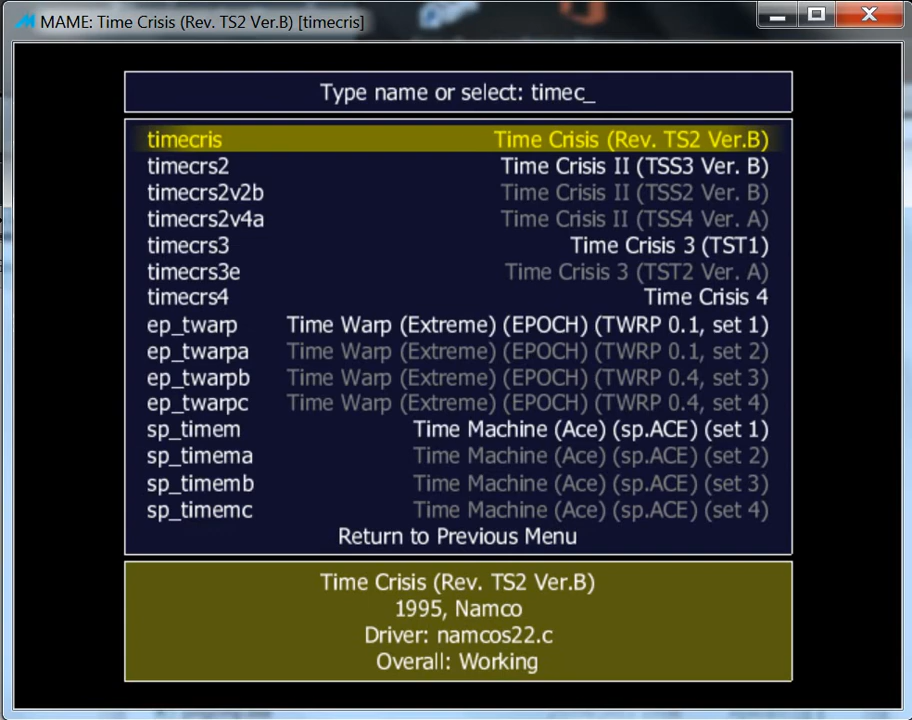 MAME: Time Crisis (Rev. TS2 Ver.B) [timecris]
Type name or select: timec_
timecris Time Crisis (Rev. TS2 Ver.B)
timecrs2 Time Crisis II (TSS3 Ver. B)
timecrs2v2b Time Crisis II (TSS2 Ver. B)
timecrs2v4a Time Crisis II (TSS4 Ver. A)
timecrs3 Time Crisis 3 (TST1)
timecrs3e Time Crisis 3 (TST2 Ver. A)
timecrs4 Time Crisis 4
ep_twarp Time Warp (Extreme) (EPOCH) (TWRP 0.1, set 1)
ep_twarpa Time Warp (Extreme) (EPOCH) (TWRP 0.1, set 2)
ep_twarpb Time Warp (Extreme) (EPOCH) (TWRP 0.4, set 3)
ep_twarpc Time Warp (Extreme) (EPOCH) (TWRP 0.4, set 4)
sp_timem Time Machine (Ace) (sp.ACE) (set 1)
sp_timema Time Machine (Ace) (sp.ACE) (set 2)
sp_timemb Time Machine (Ace) (sp.ACE) (set 3)
sp_timemc Time Machine (Ace) (sp.ACE) (set 4)
Return to Previous Menu
Time Crisis (Rev. TS2 Ver.B)
1995, Namco
Driver: namcos22.c
Overall: Working